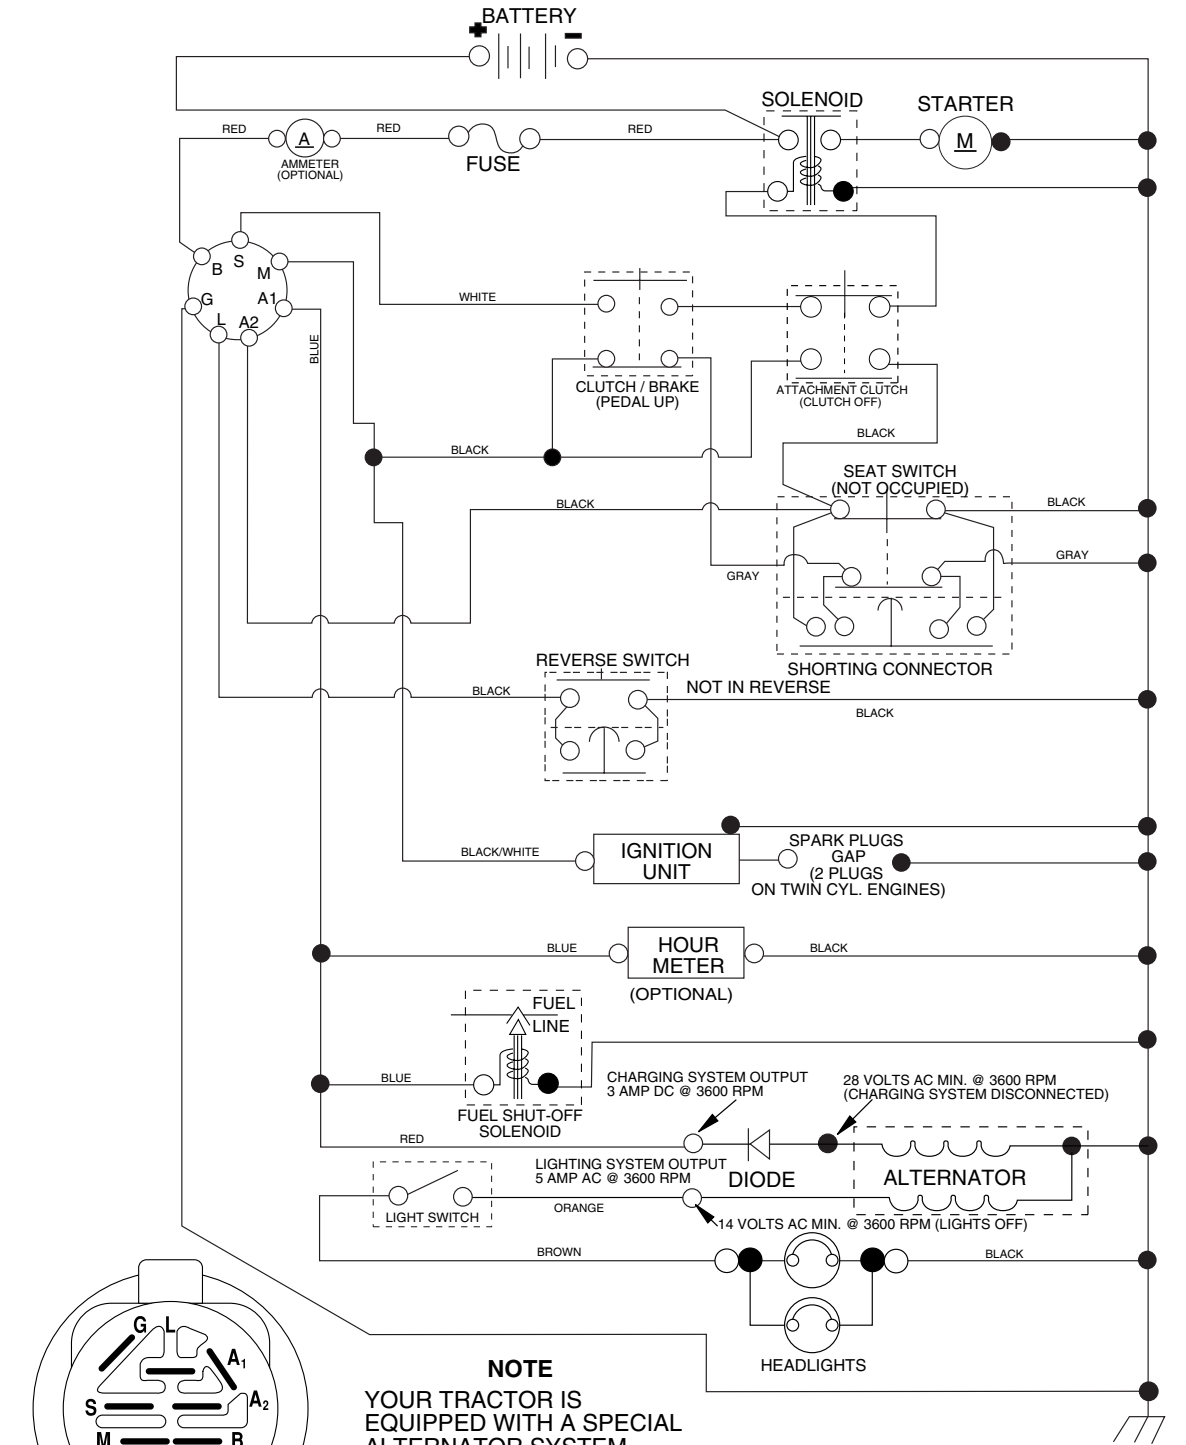 BATTERY
SOLENOID
STARTER
RED
A
RED
RED
M
AMMETER
(OPTIONAL)
FUSE
B
S
M
G
A1
L
A2
BLUE
WHITE
CLUTCH / BRAKE
(PEDAL UP)
ATTACHMENT CLUTCH
(CLUTCH OFF)
BLACK
BLACK
SEAT SWITCH
(NOT OCCUPIED)
BLACK
BLACK
GRAY
GRAY
SHORTING CONNECTOR
REVERSE SWITCH
NOT IN REVERSE
BLACK
BLACK
BLACK/WHITE
IGNITION
UNIT
SPARK PLUGS
GAP
(2 PLUGS
ON TWIN CYL. ENGINES)
BLUE
HOUR
METER
BLACK
(OPTIONAL)
FUEL
LINE
BLUE
FUEL SHUT-OFF
SOLENOID
CHARGING SYSTEM OUTPUT
3 AMP DC @ 3600 RPM
28 VOLTS AC MIN. @ 3600 RPM
(CHARGING SYSTEM DISCONNECTED)
RED
DIODE
ALTERNATOR
LIGHTING SYSTEM OUTPUT
5 AMP AC @ 3600 RPM
LIGHT SWITCH
ORANGE
14 VOLTS AC MIN. @ 3600 RPM (LIGHTS OFF)
BROWN
BLACK
HEADLIGHTS
G
L
A1
A2
S
M
B
NOTE
YOUR TRACTOR IS
EQUIPPED WITH A SPECIAL
ALTERNATOR SYSTEM